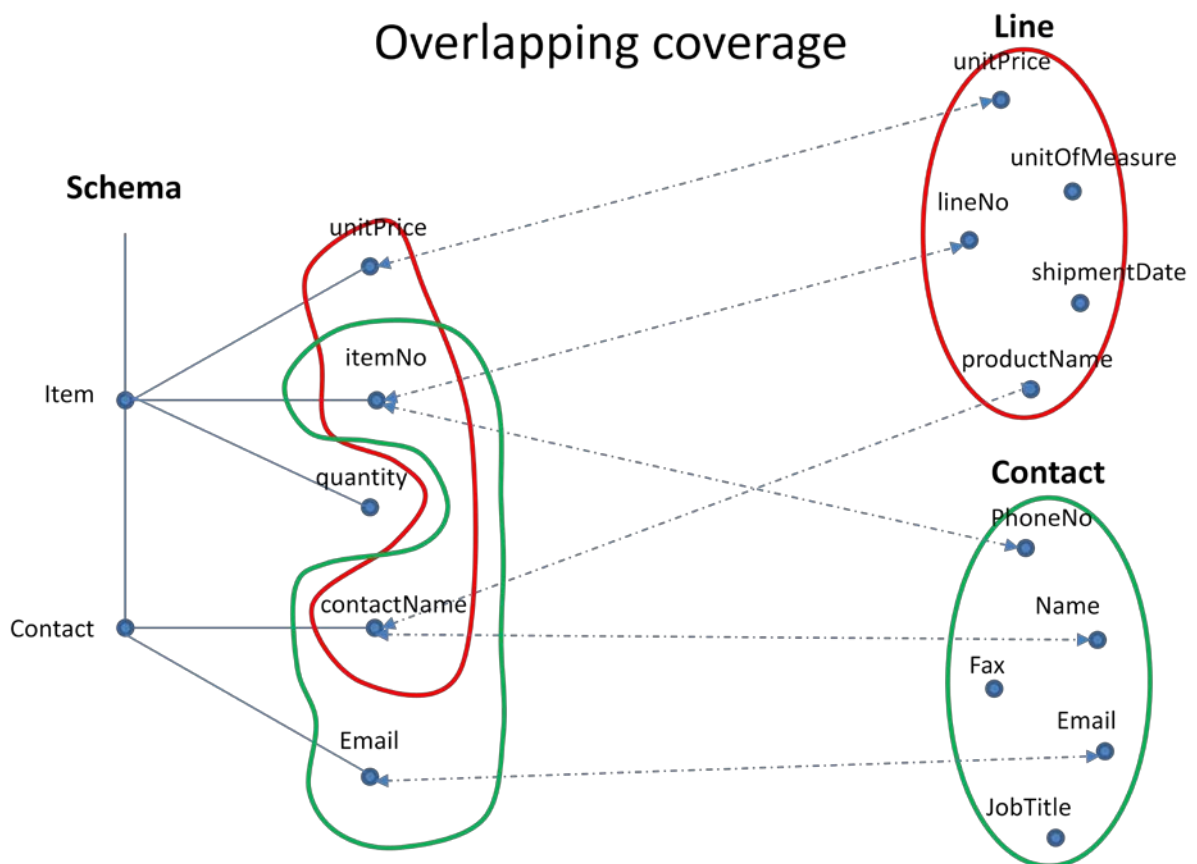 Overlapping coverage
Schema
Item
Contact
unitPrice
itemNo
quantity
contactName
Email
Line
unitPrice
unitOfMeasure
lineNo
shipmentDate
productName
Contact
PhoneNo
Name
Fax
Email
JobTitle